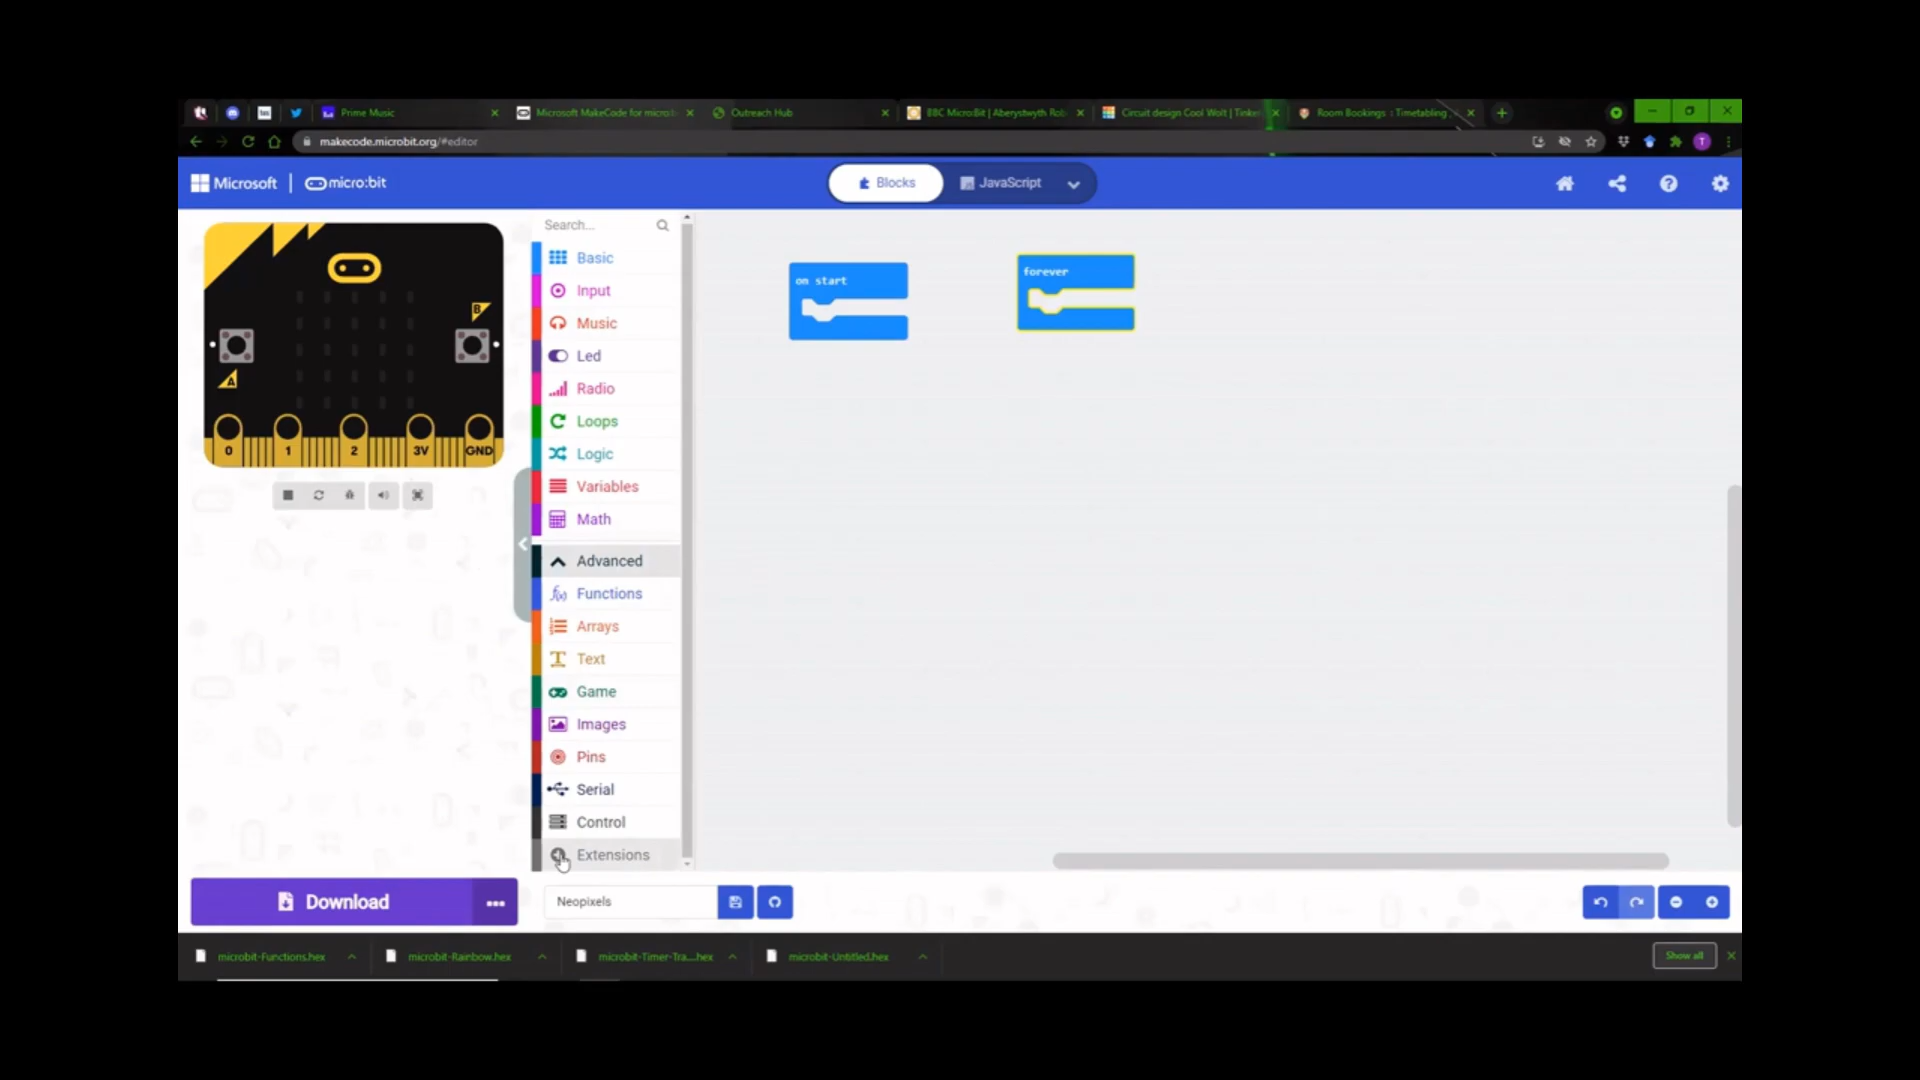 Prime Music
Microsoft MakeCode for micro:b
Outreach Hub
BBC MicroBit | Aberystwyth Rob
Circuit design Cool Wolt | Tinker
Room Bookings : Timetabling ,
makecode.microbit.org/#editor
Microsoft
micro:bit
Blocks
JavaScript
B
A
0
1
2
3V
GND
Search...
Basic
Input
Music
Led
Radio
Loops
Logic
Variables
Math
Advanced
Functions
Arrays
Text
Game
Images
Pins
Serial
Control
Extensions
on start
forever
Download
Neopixels
microbit-Functions.hex
microbit-Rainbow.hex
microbit-Timer-Tra....hex
microbit-Untitled.hex
Show all